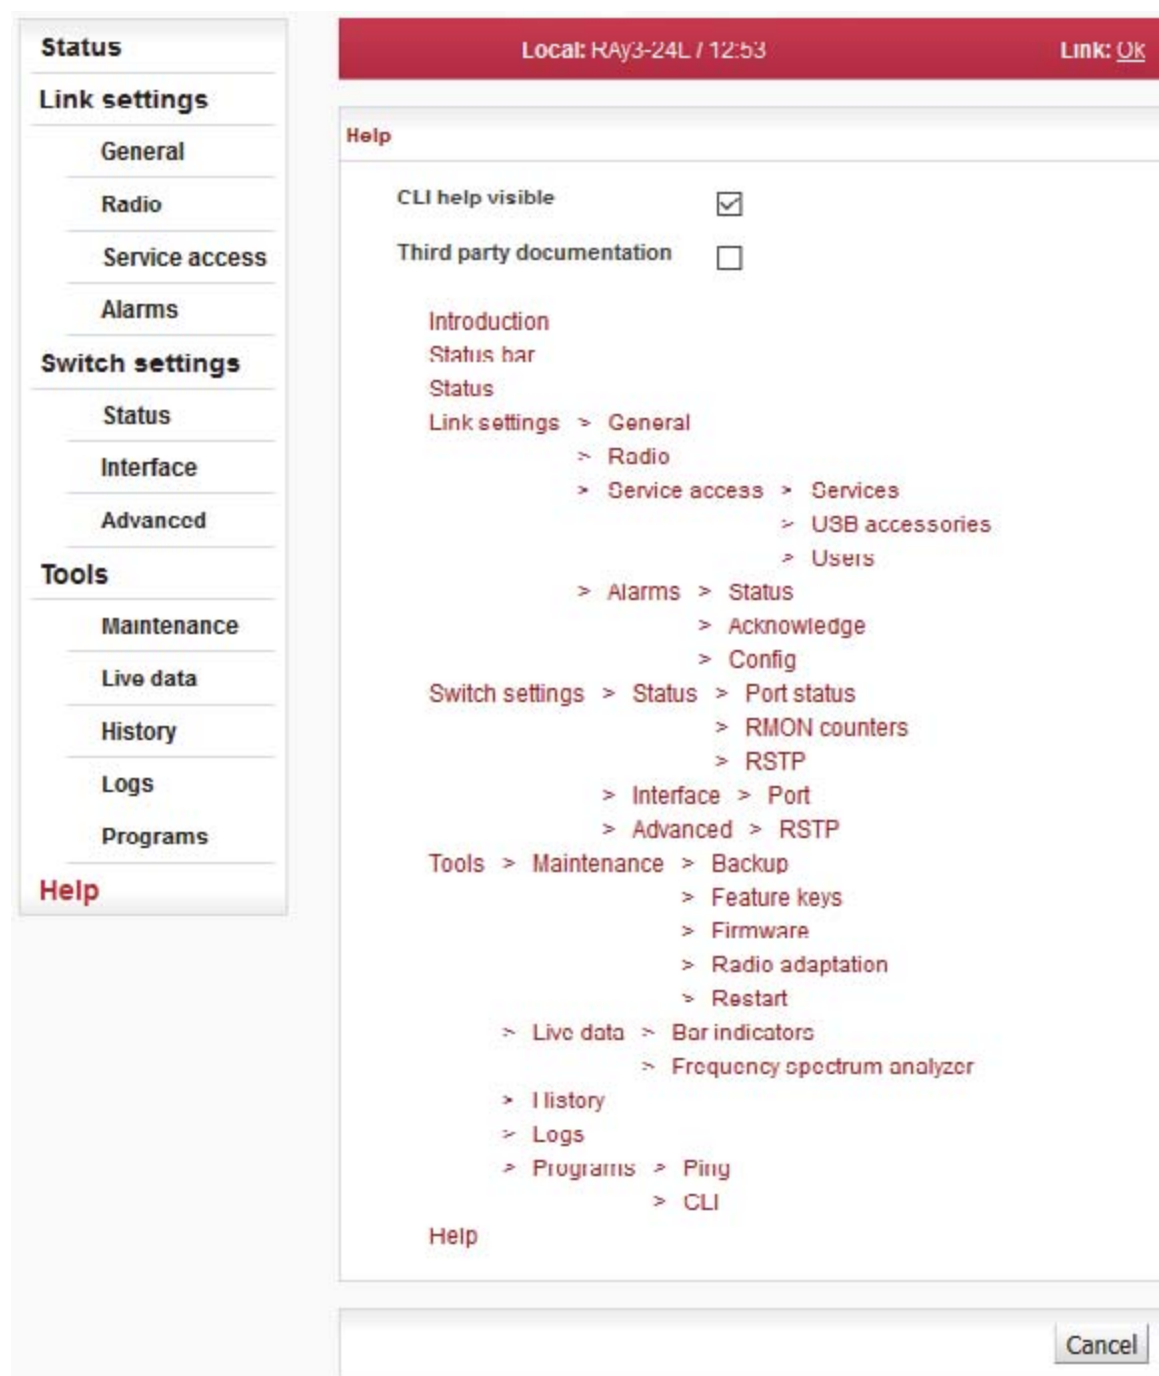 Status
Link settings
General
Radio
Service access
Alarms
Switch settings
Status
Interface
Advanced
Tools
Maintenance
Live data
History
Logs
Programs
Help
Local: RAy3-24L / 12:53 Link: Ok
Help
CLI help visible
Third party documentation
Introduction
Status bar
Status
Link settings > General
> Radio
> Service access > Services
> USB accessories
> Users
> Alarms > Status
> Acknowledge
> Config
Switch settings > Status > Port status
> RMON counters
> RSTP
> Interface > Port
> Advanced > RSTP
Tools > Maintenance > Backup
> Feature keys
> Firmware
> Radio adaptation
> Restart
> Live data > Bar indicators
> Frequency spectrum analyzer
> History
> Logs
> Programs > Ping
> CLI
Help
Cancel